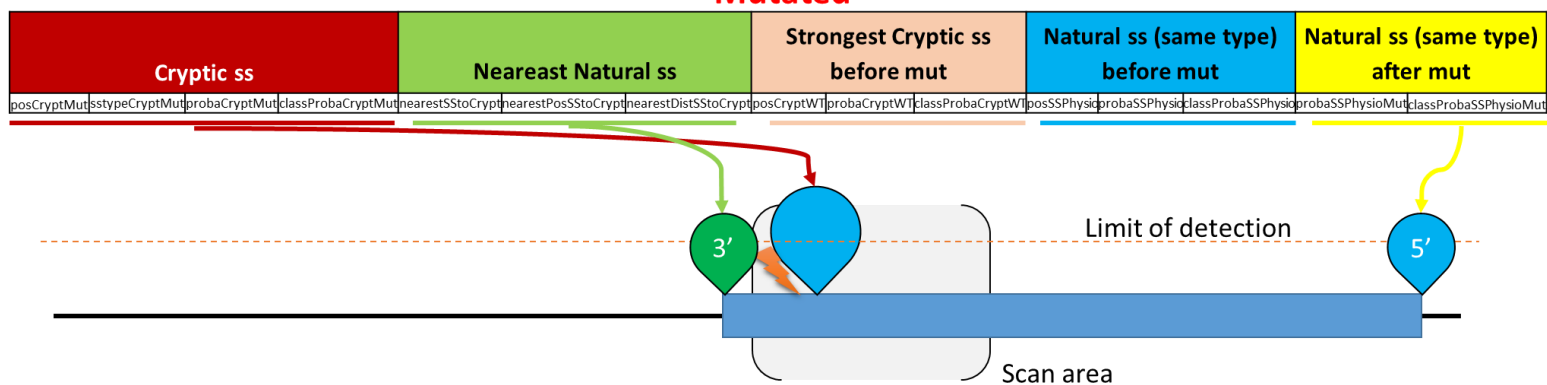 Mutated
Cryptic ss
Neareast Natural ss
Strongest Cryptic ss
before mut
Natural ss (same type)
before mut
Natural ss (same type)
after mut
posCryptMut sstypeCryptMut probaCryptMut classProbaCryptMut nearestSStoCrypt nearestPosSStoCrypt nearestDistSStoCrypt posCryptWT probaCryptWT classProbaCryptWT posSSPhysio probaSSPhysio classProbaSSPhysio probaSSPhysioMut classProbaSSPhysioMut
Limit of detection
3’
5’
Scan area